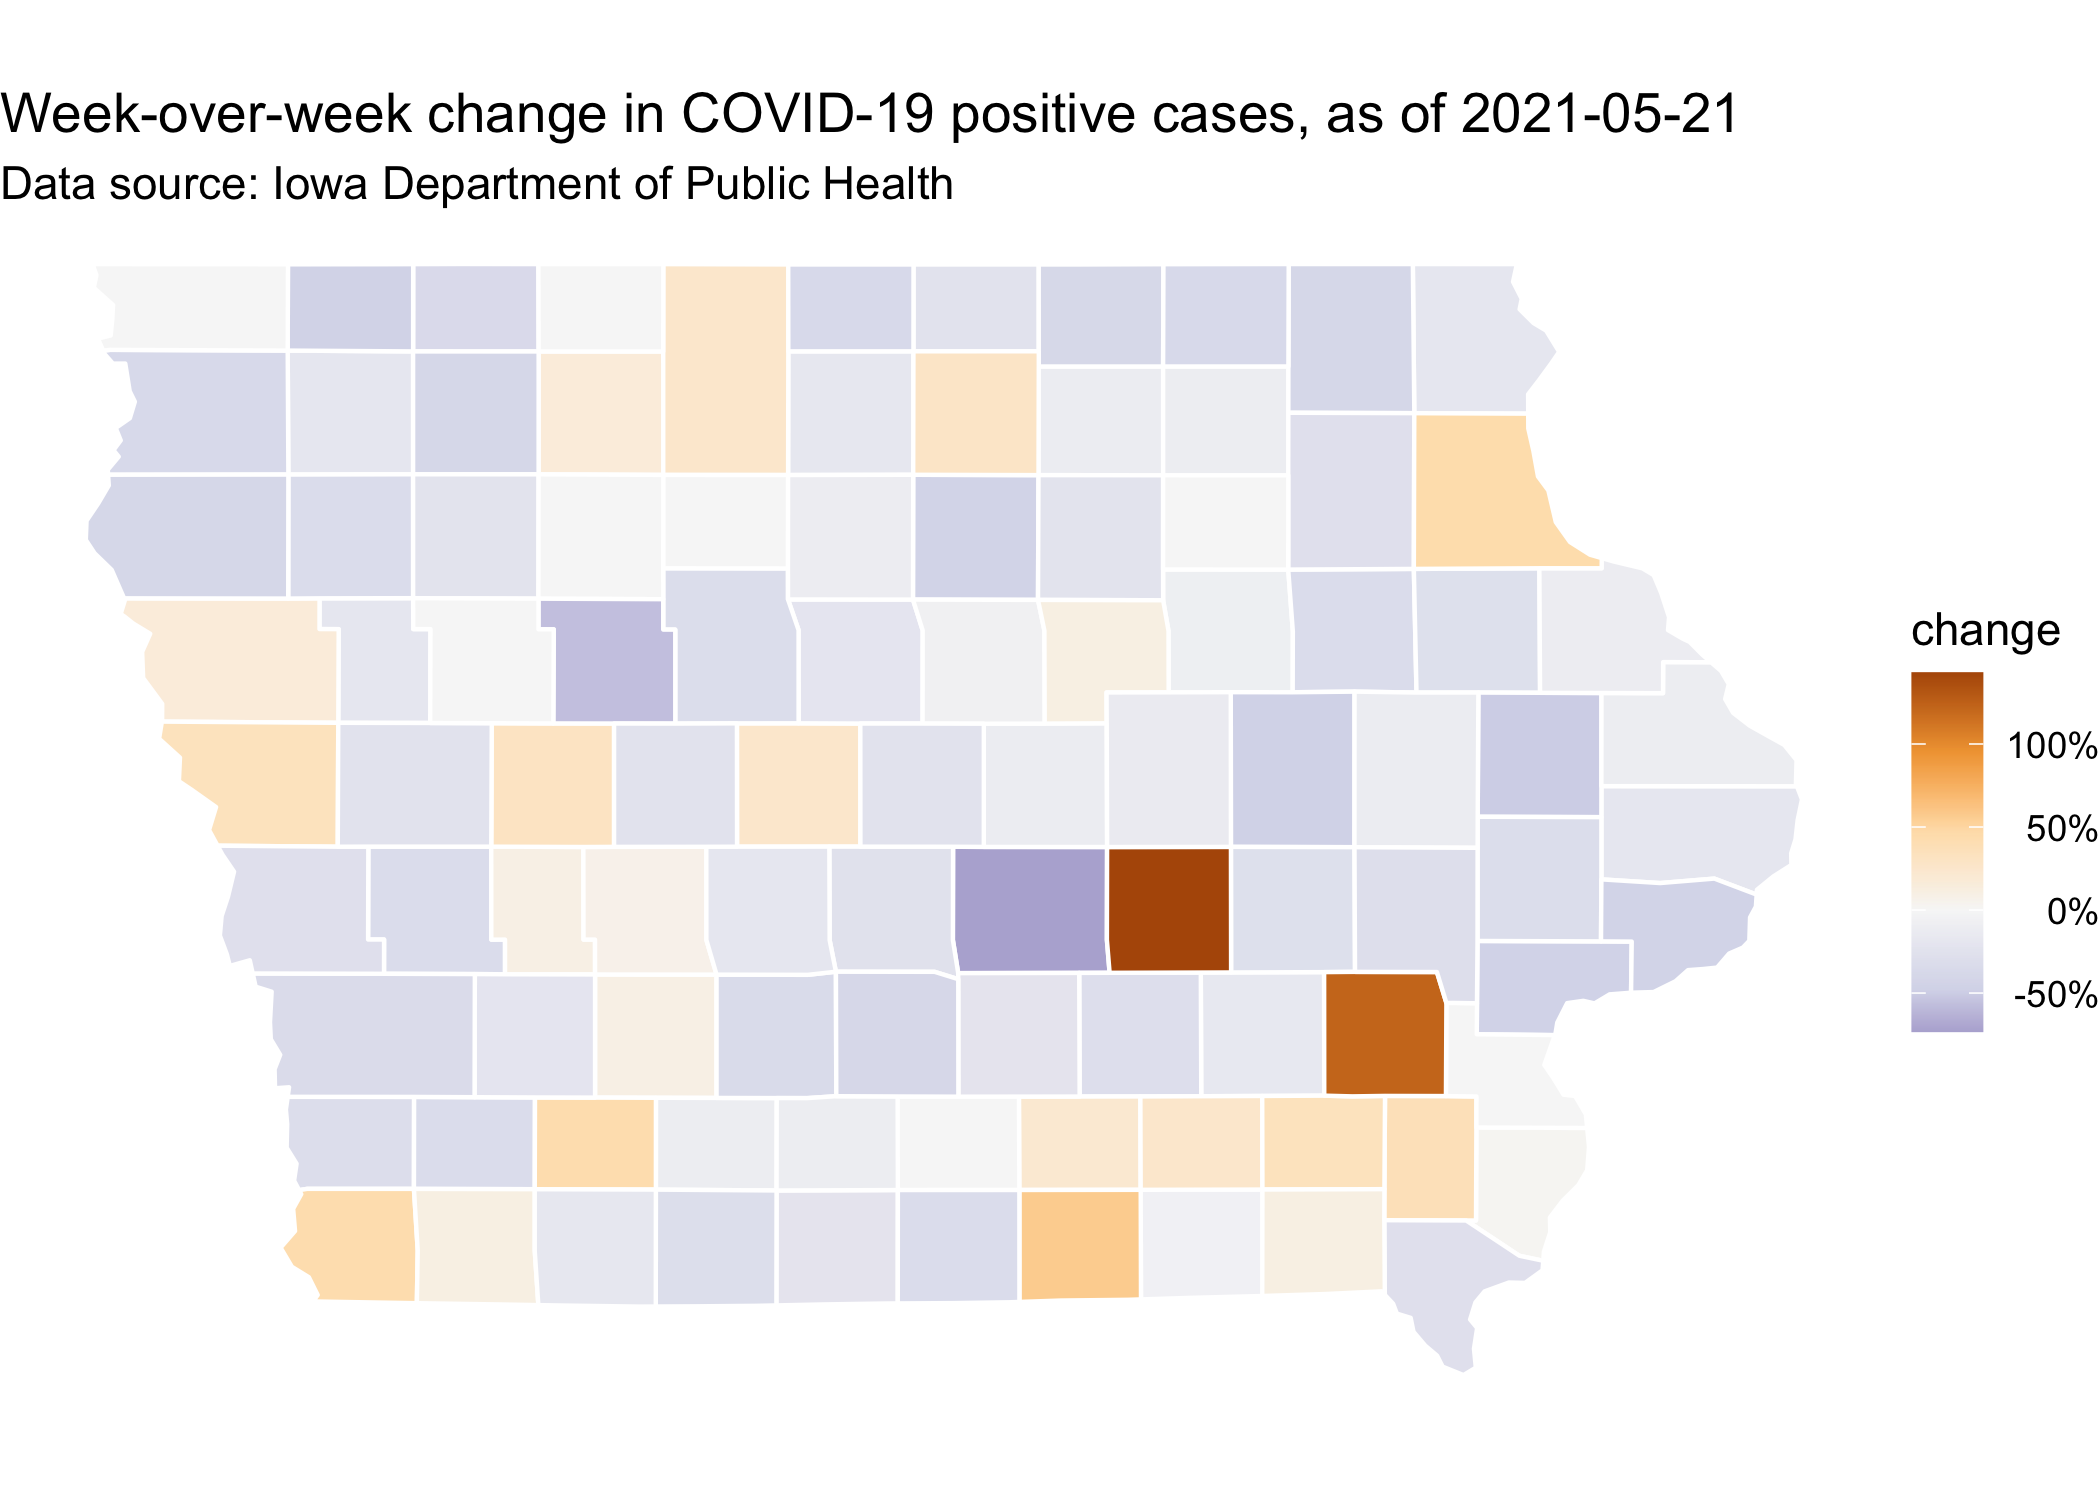 Week-over-week change in COVID-19 positive cases, as of 2021-05-21
Data source: Iowa Department of Public Health
change
100%
50%
0%
-50%